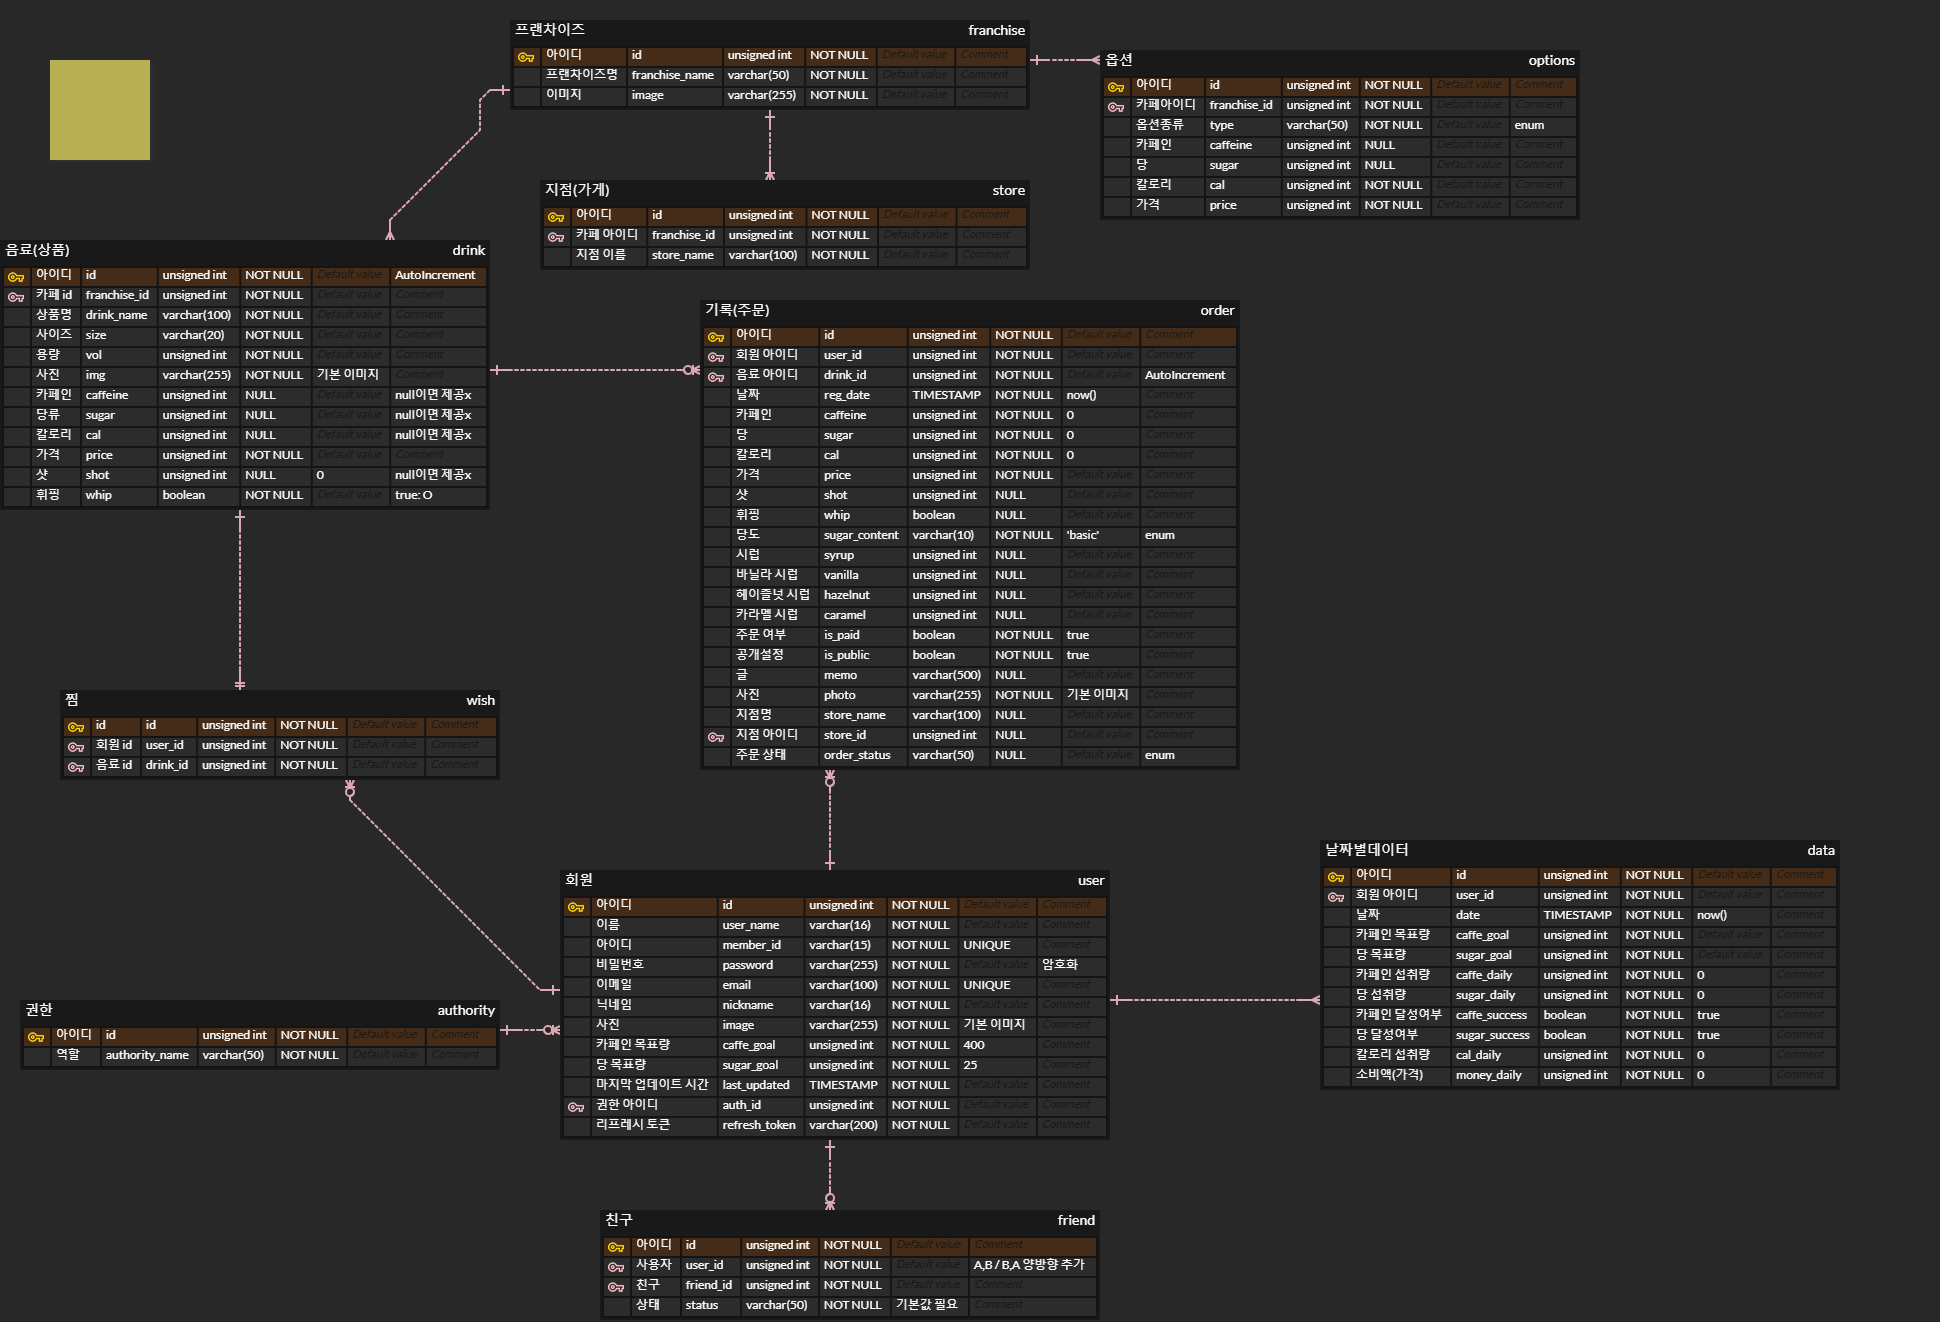 프랜차이즈 franchise
아이디 id unsigned int NOT NULL Default value Comment
프랜차이즈명 franchise_name varchar(50) NOT NULL Default value Comment
이미지 image varchar(255) NOT NULL Default value Comment
옵션 options
아이디 id unsigned int NOT NULL Default value Comment
카페아이디 franchise_id unsigned int NOT NULL Default value Comment
옵션종류 type varchar(50) NOT NULL Default value enum
카페인 caffeine unsigned int NULL Default value Comment
당 sugar unsigned int NULL Default value Comment
칼로리 cal unsigned int NOT NULL Default value Comment
가격 price unsigned int NOT NULL Default value Comment
지점(가게) store
아이디 id unsigned int NOT NULL Default value Comment
카페 아이디 franchise_id unsigned int NOT NULL Default value Comment
지점 이름 store_name varchar(100) NOT NULL Default value Comment
음료(상품) drink
아이디 id unsigned int NOT NULL Default value AutoIncrement
카페 id franchise_id unsigned int NOT NULL Default value Comment
상품명 drink_name varchar(100) NOT NULL Default value Comment
사이즈 size varchar(20) NOT NULL Default value Comment
용량 vol unsigned int NOT NULL Default value Comment
사진 img varchar(255) NOT NULL 기본 이미지 Comment
카페인 caffeine unsigned int NULL Default value null이면 제공x
당류 sugar unsigned int NULL Default value null이면 제공x
칼로리 cal unsigned int NULL Default value null이면 제공x
가격 price unsigned int NOT NULL Default value Comment
샷 shot unsigned int NULL 0 null이면 제공x
휘핑 whip boolean NOT NULL Default value true: O
기록(주문) order
아이디 id unsigned int NOT NULL Default value Comment
회원 아이디 user_id unsigned int NOT NULL Default value Comment
음료 아이디 drink_id unsigned int NOT NULL Default value AutoIncrement
날짜 reg_date TIMESTAMP NOT NULL now() Comment
카페인 caffeine unsigned int NOT NULL 0 Comment
당 sugar unsigned int NOT NULL 0 Comment
칼로리 cal unsigned int NOT NULL 0 Comment
가격 price unsigned int NOT NULL Default value Comment
샷 shot unsigned int NULL Default value Comment
휘핑 whip boolean NULL Default value Comment
당도 sugar_content varchar(10) NOT NULL 'basic' enum
시럽 syrup unsigned int NULL Default value Comment
바닐라 시럽 vanilla unsigned int NULL Default value Comment
헤이즐넛 시럽 hazelnut unsigned int NULL Default value Comment
카라멜 시럽 caramel unsigned int NULL Default value Comment
주문 여부 is_paid boolean NOT NULL true Comment
공개설정 is_public boolean NOT NULL true Comment
글 memo varchar(500) NULL Default value Comment
사진 photo varchar(255) NOT NULL 기본 이미지 Comment
지점명 store_name varchar(100) NULL Default value Comment
지점 아이디 store_id unsigned int NULL Default value Comment
주문 상태 order_status varchar(50) NULL Default value enum
찜 wish
id id unsigned int NOT NULL Default value Comment
회원 id user_id unsigned int NOT NULL Default value Comment
음료 id drink_id unsigned int NOT NULL Default value Comment
회원 user
아이디 id unsigned int NOT NULL Default value Comment
이름 user_name varchar(16) NOT NULL Default value Comment
아이디 member_id varchar(15) NOT NULL UNIQUE Comment
비밀번호 password varchar(255) NOT NULL Default value 암호화
이메일 email varchar(100) NOT NULL UNIQUE Comment
닉네임 nickname varchar(16) NOT NULL Default value Comment
사진 image varchar(255) NOT NULL 기본 이미지 Comment
카페인 목표량 caffe_goal unsigned int NOT NULL 400 Comment
당 목표량 sugar_goal unsigned int NOT NULL 25 Comment
마지막 업데이트 시간 last_updated TIMESTAMP NOT NULL Default value Comment
권한 아이디 auth_id unsigned int NOT NULL Default value Comment
리프레시 토큰 refresh_token varchar(200) NOT NULL Default value Comment
날짜별데이터 data
아이디 id unsigned int NOT NULL Default value Comment
회원 아이디 user_id unsigned int NOT NULL Default value Comment
날짜 date TIMESTAMP NOT NULL now() Comment
카페인 목표량 caffe_goal unsigned int NOT NULL Default value Comment
당 목표량 sugar_goal unsigned int NOT NULL Default value Comment
카페인 섭취량 caffe_daily unsigned int NOT NULL 0 Comment
당 섭취량 sugar_daily unsigned int NOT NULL 0 Comment
카페인 달성여부 caffe_success boolean NOT NULL true Comment
당 달성여부 sugar_success boolean NOT NULL true Comment
칼로리 섭취량 cal_daily unsigned int NOT NULL 0 Comment
소비액(가격) money_daily unsigned int NOT NULL 0 Comment
권한 authority
아이디 id unsigned int NOT NULL Default value Comment
역할 authority_name varchar(50) NOT NULL Default value Comment
친구 friend
아이디 id unsigned int NOT NULL Default value Comment
사용자 user_id unsigned int NOT NULL Default value A,B / B,A 양방향 추가
친구 friend_id unsigned int NOT NULL Default value Comment
상태 status varchar(50) NOT NULL 기본값 필요 Comment